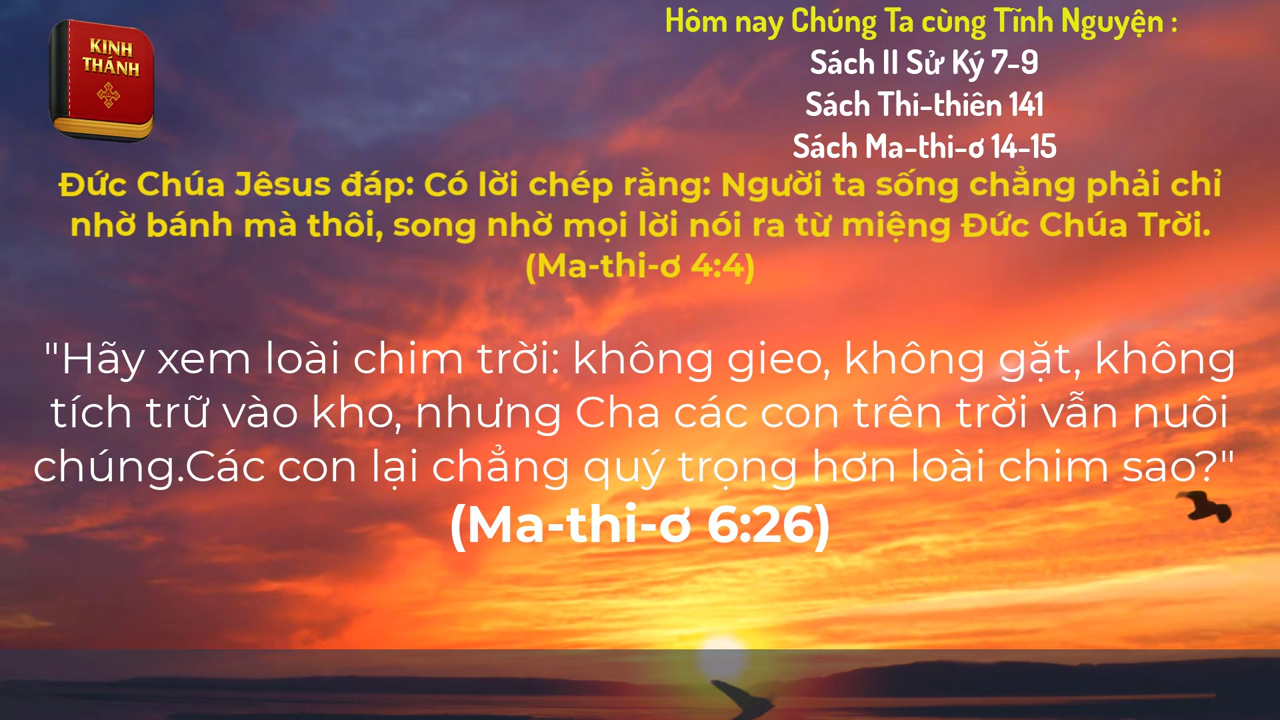 KINH
THÁNH
Hôm nay Chúng Ta cùng Tĩnh Nguyện :
Sách II Sử Ký 7-9
Sách Thi-thiên 141
Sách Ma-thi-ơ 14-15
Đức Chúa Jêsus đáp: Có lời chép rằng: Người ta sống chẳng phải chỉ
nhờ bánh mà thôi, song nhờ mọi lời nói ra từ miệng Đức Chúa Trời.
(Ma-thi-ơ 4:4)
"Hãy xem loài chim trời: không gieo, không gặt, không
tích trữ vào kho, nhưng Cha các con trên trời vẫn nuôi
chúng.Các con lại chẳng quý trọng hơn loài chim sao?"
(Ma-thi-ơ 6:26)